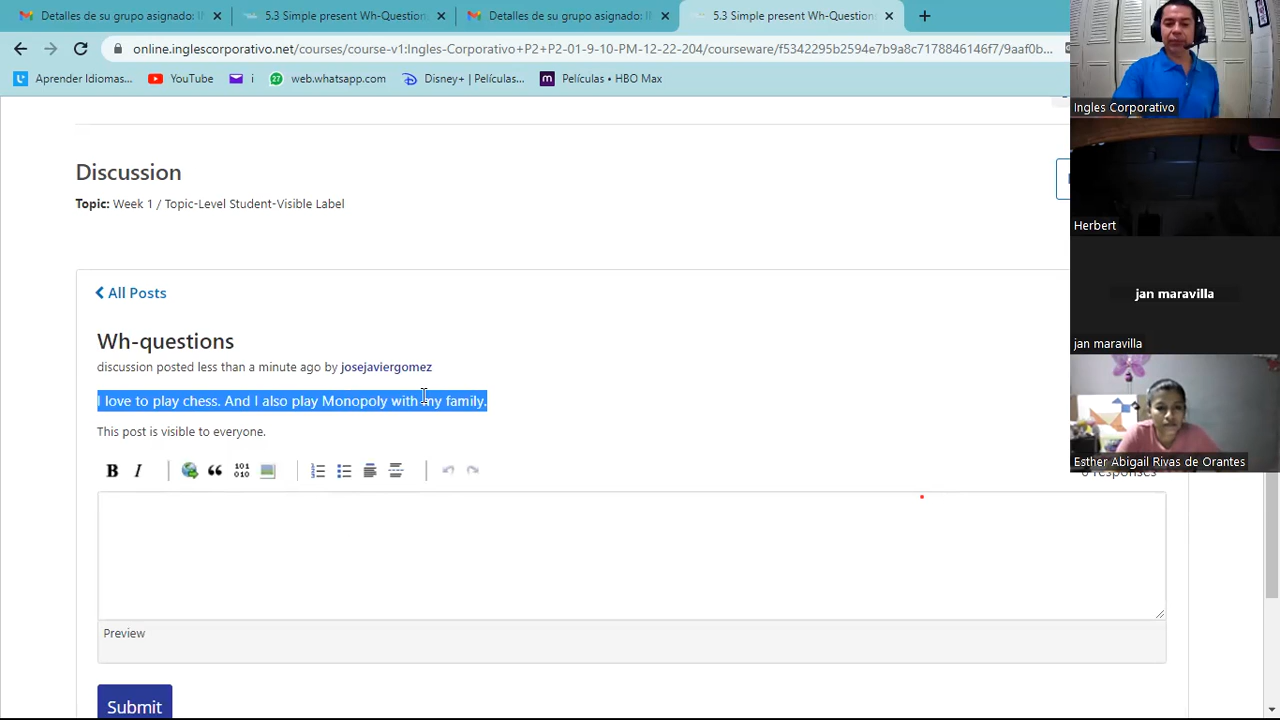 Detalles de su grupo asignado: I
5.3 Simple present Wh-Question
Detalles de su grupo asignado: I
5.3 Simple present Wh-Question
online.inglescorporativo.net/courses/course-v1:Ingles-Corporativo+P2+P2-01-9-10-PM-12-22-204/courseware/f5342295b2594e7b9a8c7178846146f7/9aaf0b...
Aprender Idiomas...
YouTube
i
web.whatsapp.com
Disney+ | Películas...
Películas • HBO Max
Ingles Corporativo
Discussion
Topic: Week 1 / Topic-Level Student-Visible Label
Herbert
All Posts
jan maravilla
jan maravilla
Wh-questions
discussion posted less than a minute ago by josejaviergomez
I love to play chess. And I also play Monopoly with my family.
This post is visible to everyone.
Esther Abigail Rivas de Orantes
B I 101 010
Preview
Submit